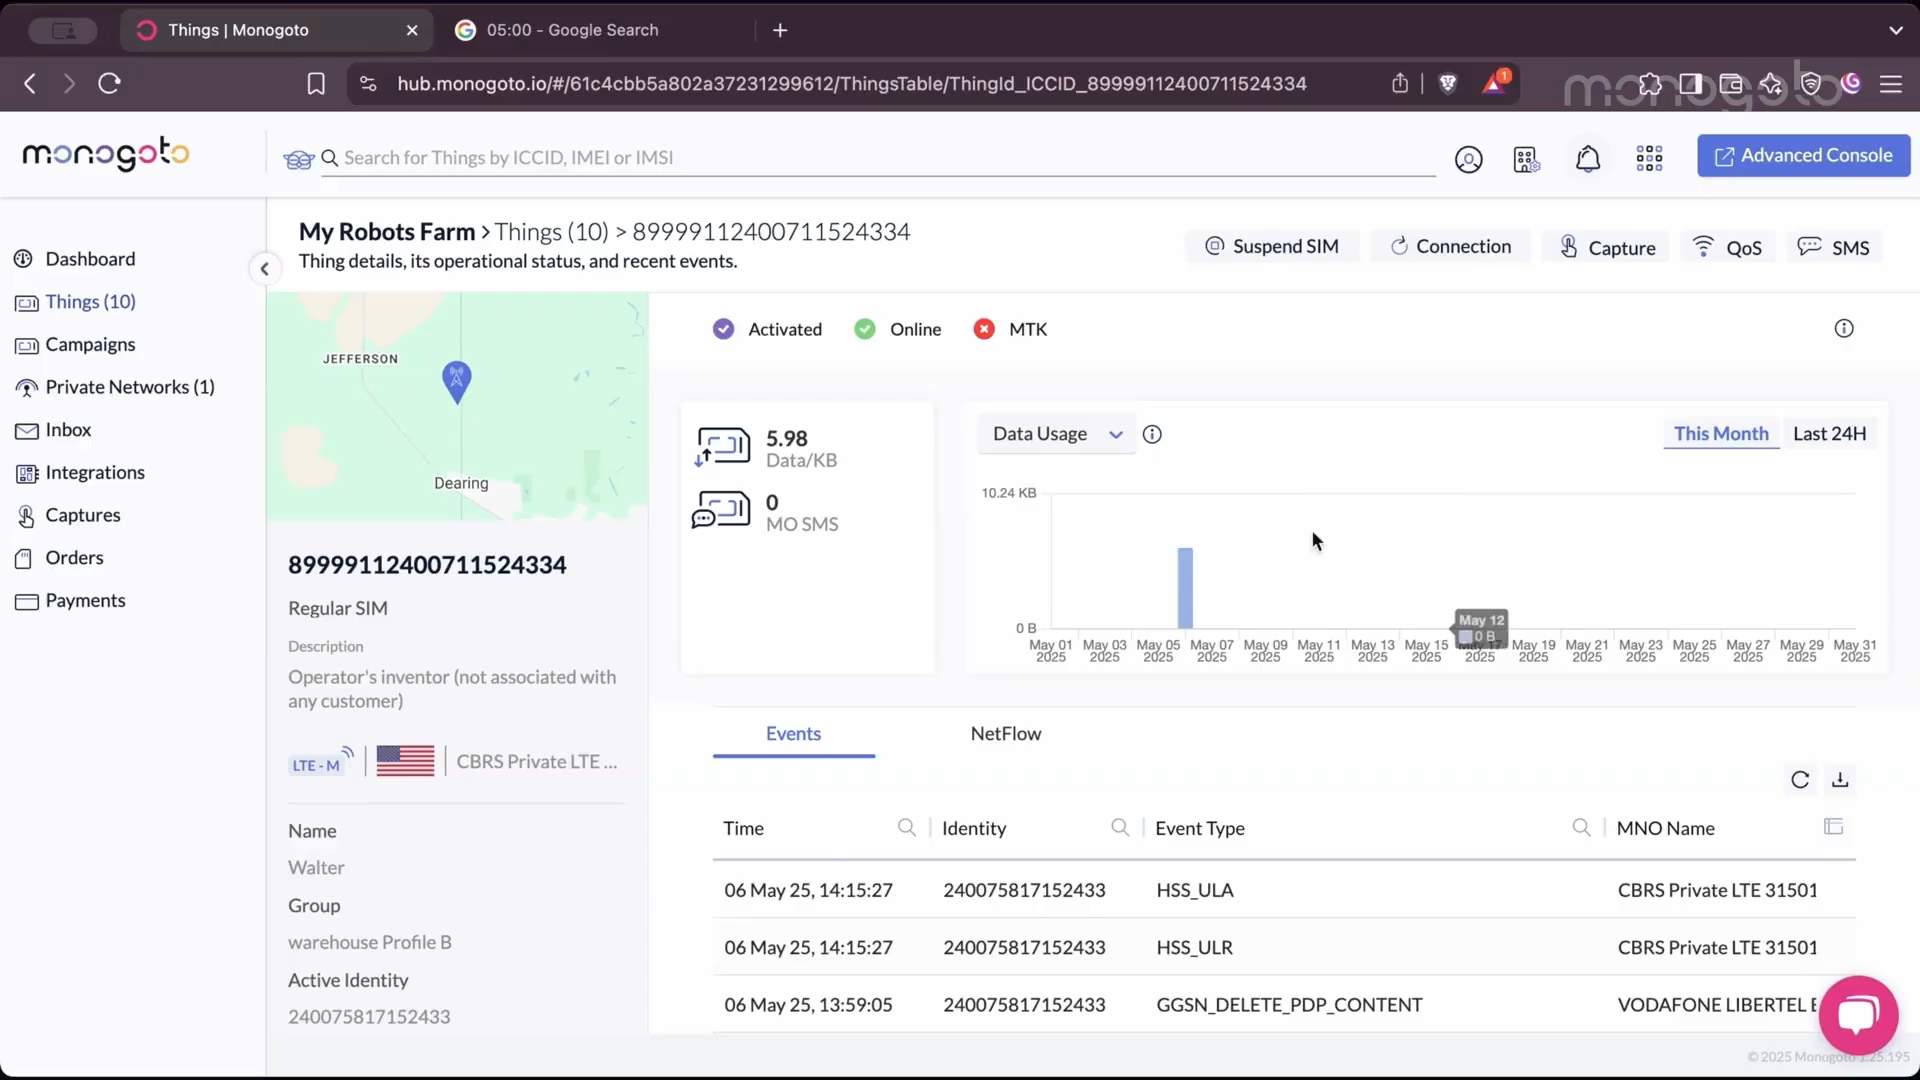 Things | Monogoto
05:00 - Google Search
hub.monogoto.io/#/61c4cbb5a802a37231299612/ThingsTable/ThingId_ICCID_89999112400711524334
1
monogoto
monogoto
Search for Things by ICCID, IMEI or IMSI
Advanced Console
My Robots Farm > Things (10) > 89999112400711524334
Thing details, its operational status, and recent events.
Suspend SIM
Connection
Capture
QoS
SMS
Dashboard
Things (10)
Campaigns
Private Networks (1)
Inbox
Integrations
Captures
Orders
Payments
JEFFERSON
Dearing
89999112400711524334
Regular SIM
Description
Operator's inventor (not associated with
any customer)
LTE - M
CBRS Private LTE ...
Name
Walter
Group
warehouse Profile B
Active Identity
240075817152433
Activated
Online
MTK
5.98
Data/KB
0
MO SMS
Data Usage
This Month
Last 24H
10.24 KB
0 B
May 12
0 B
May 01 May 03 May 05 May 07 May 09 May 11 May 13 May 15 May 17 May 19 May 21 May 23 May 25 May 27 May 29 May 31
2025 2025 2025 2025 2025 2025 2025 2025 2025 2025 2025 2025 2025 2025 2025 2025
Events
NetFlow
Time Identity Event Type MNO Name
06 May 25, 14:15:27 240075817152433 HSS_ULA CBRS Private LTE 31501
06 May 25, 14:15:27 240075817152433 HSS_ULR CBRS Private LTE 31501
06 May 25, 13:59:05 240075817152433 GGSN_DELETE_PDP_CONTENT VODAFONE LIBERTEL
© 2025 Monogoto 1.25.195